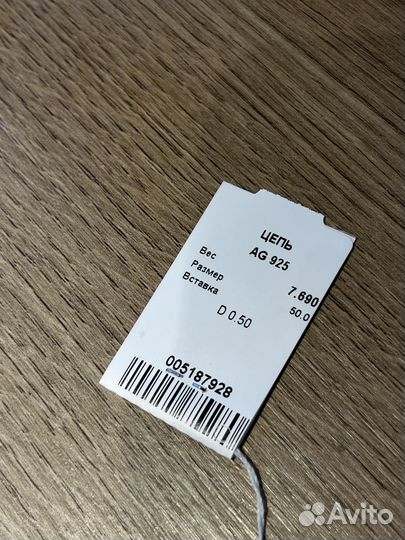 ЦЕПЬ
AG 925
Вес 7.690
Размер 50.0
Вставка
D 0.50
005187928
Avito